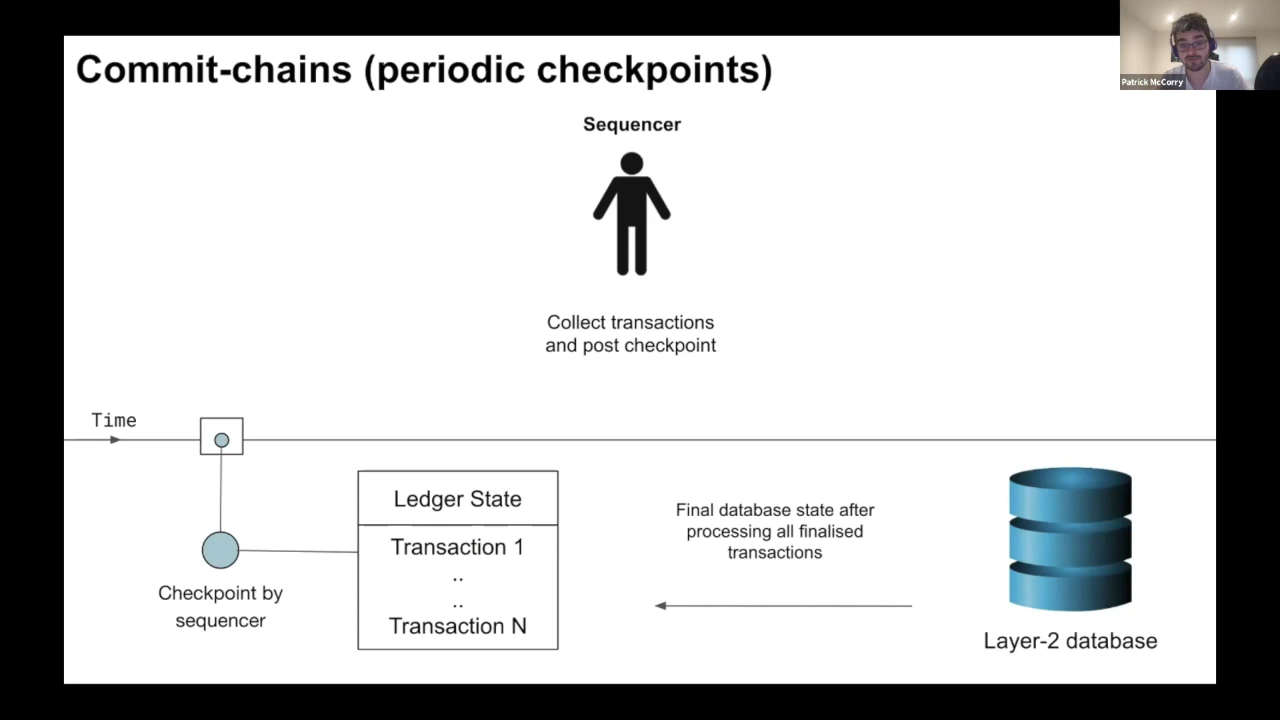 Commit-chains (periodic checkpoints)
Patrick McCorry
Sequencer
Collect transactions
and post checkpoint
Time
Ledger State
Transaction 1
..
..
Transaction N
Checkpoint by
sequencer
Final database state after
processing all finalised
transactions
Layer-2 database